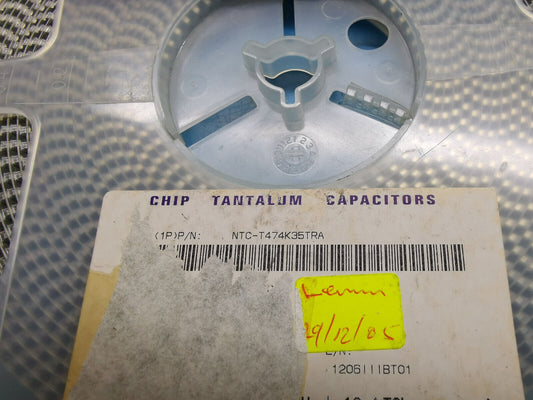 CHIP TANTALUM CAPACITORS
(1P)P/N: NTC-T474K35TRA
29/12/05
L/N:
1206111BT01